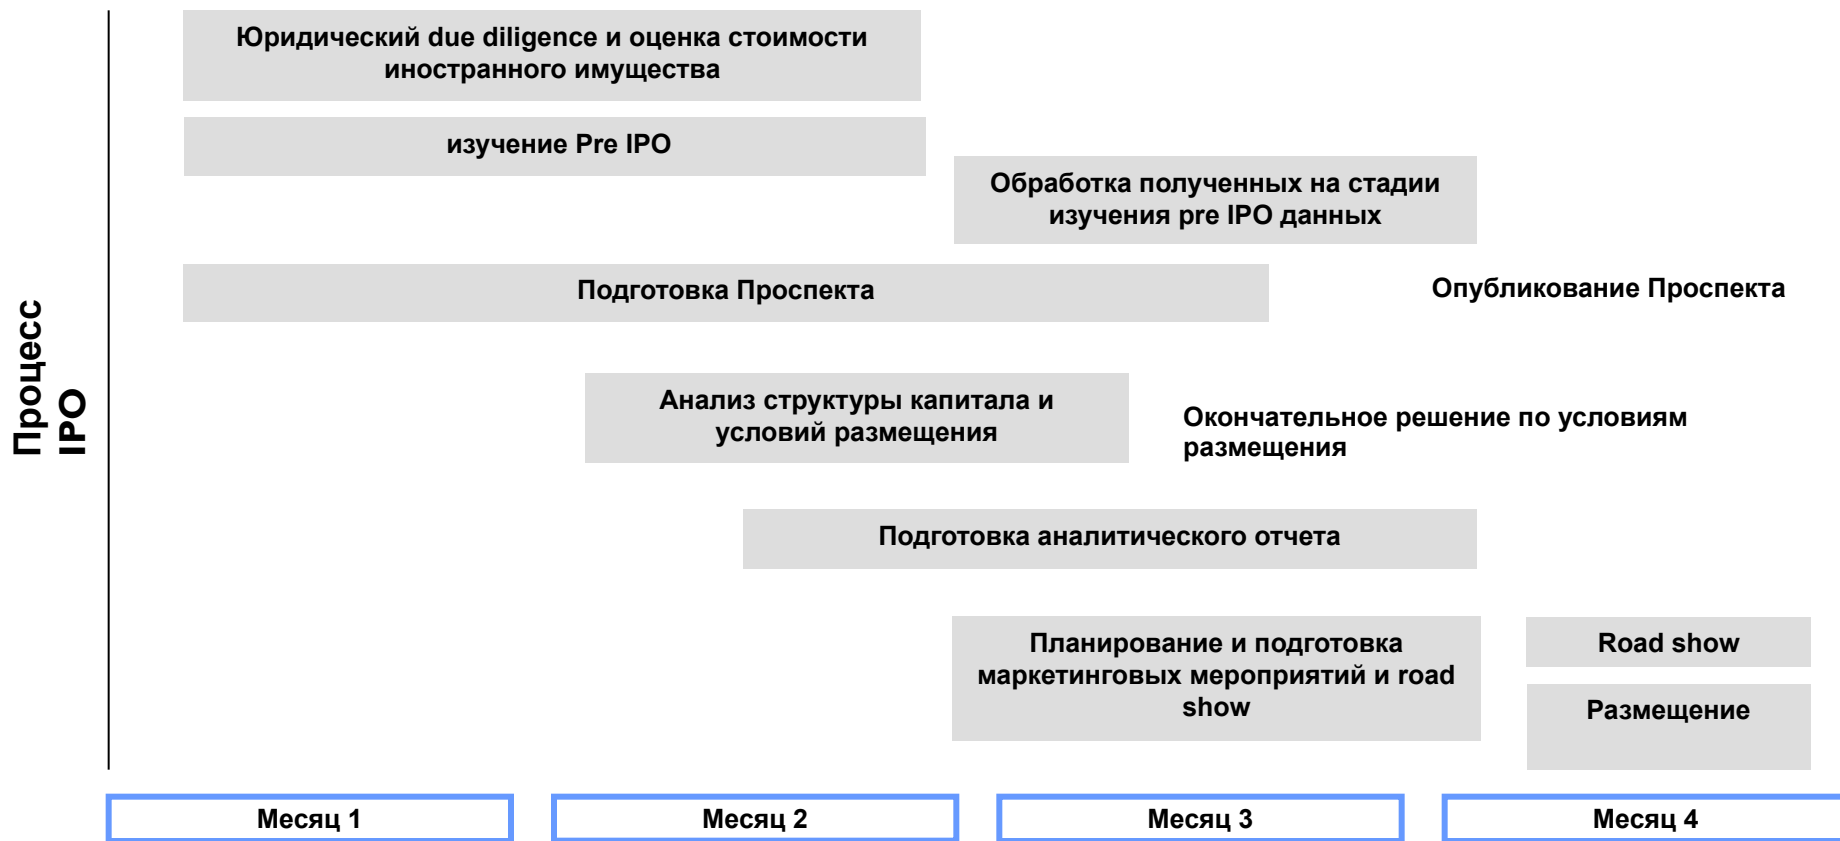 Юридический due diligence и оценка стоимости
иностранного имущества
изучение Pre IPO
Обработка полученных на стадии
изучения pre IPO данных
Подготовка Проспекта
Опубликование Проспекта
Процесс
IPO
Анализ структуры капитала и
условий размещения
Окончательное решение по условиям
размещения
Подготовка аналитического отчета
Планирование и подготовка
маркетинговых мероприятий и road
show
Road show
Размещение
Месяц 1
Месяц 2
Месяц 3
Месяц 4